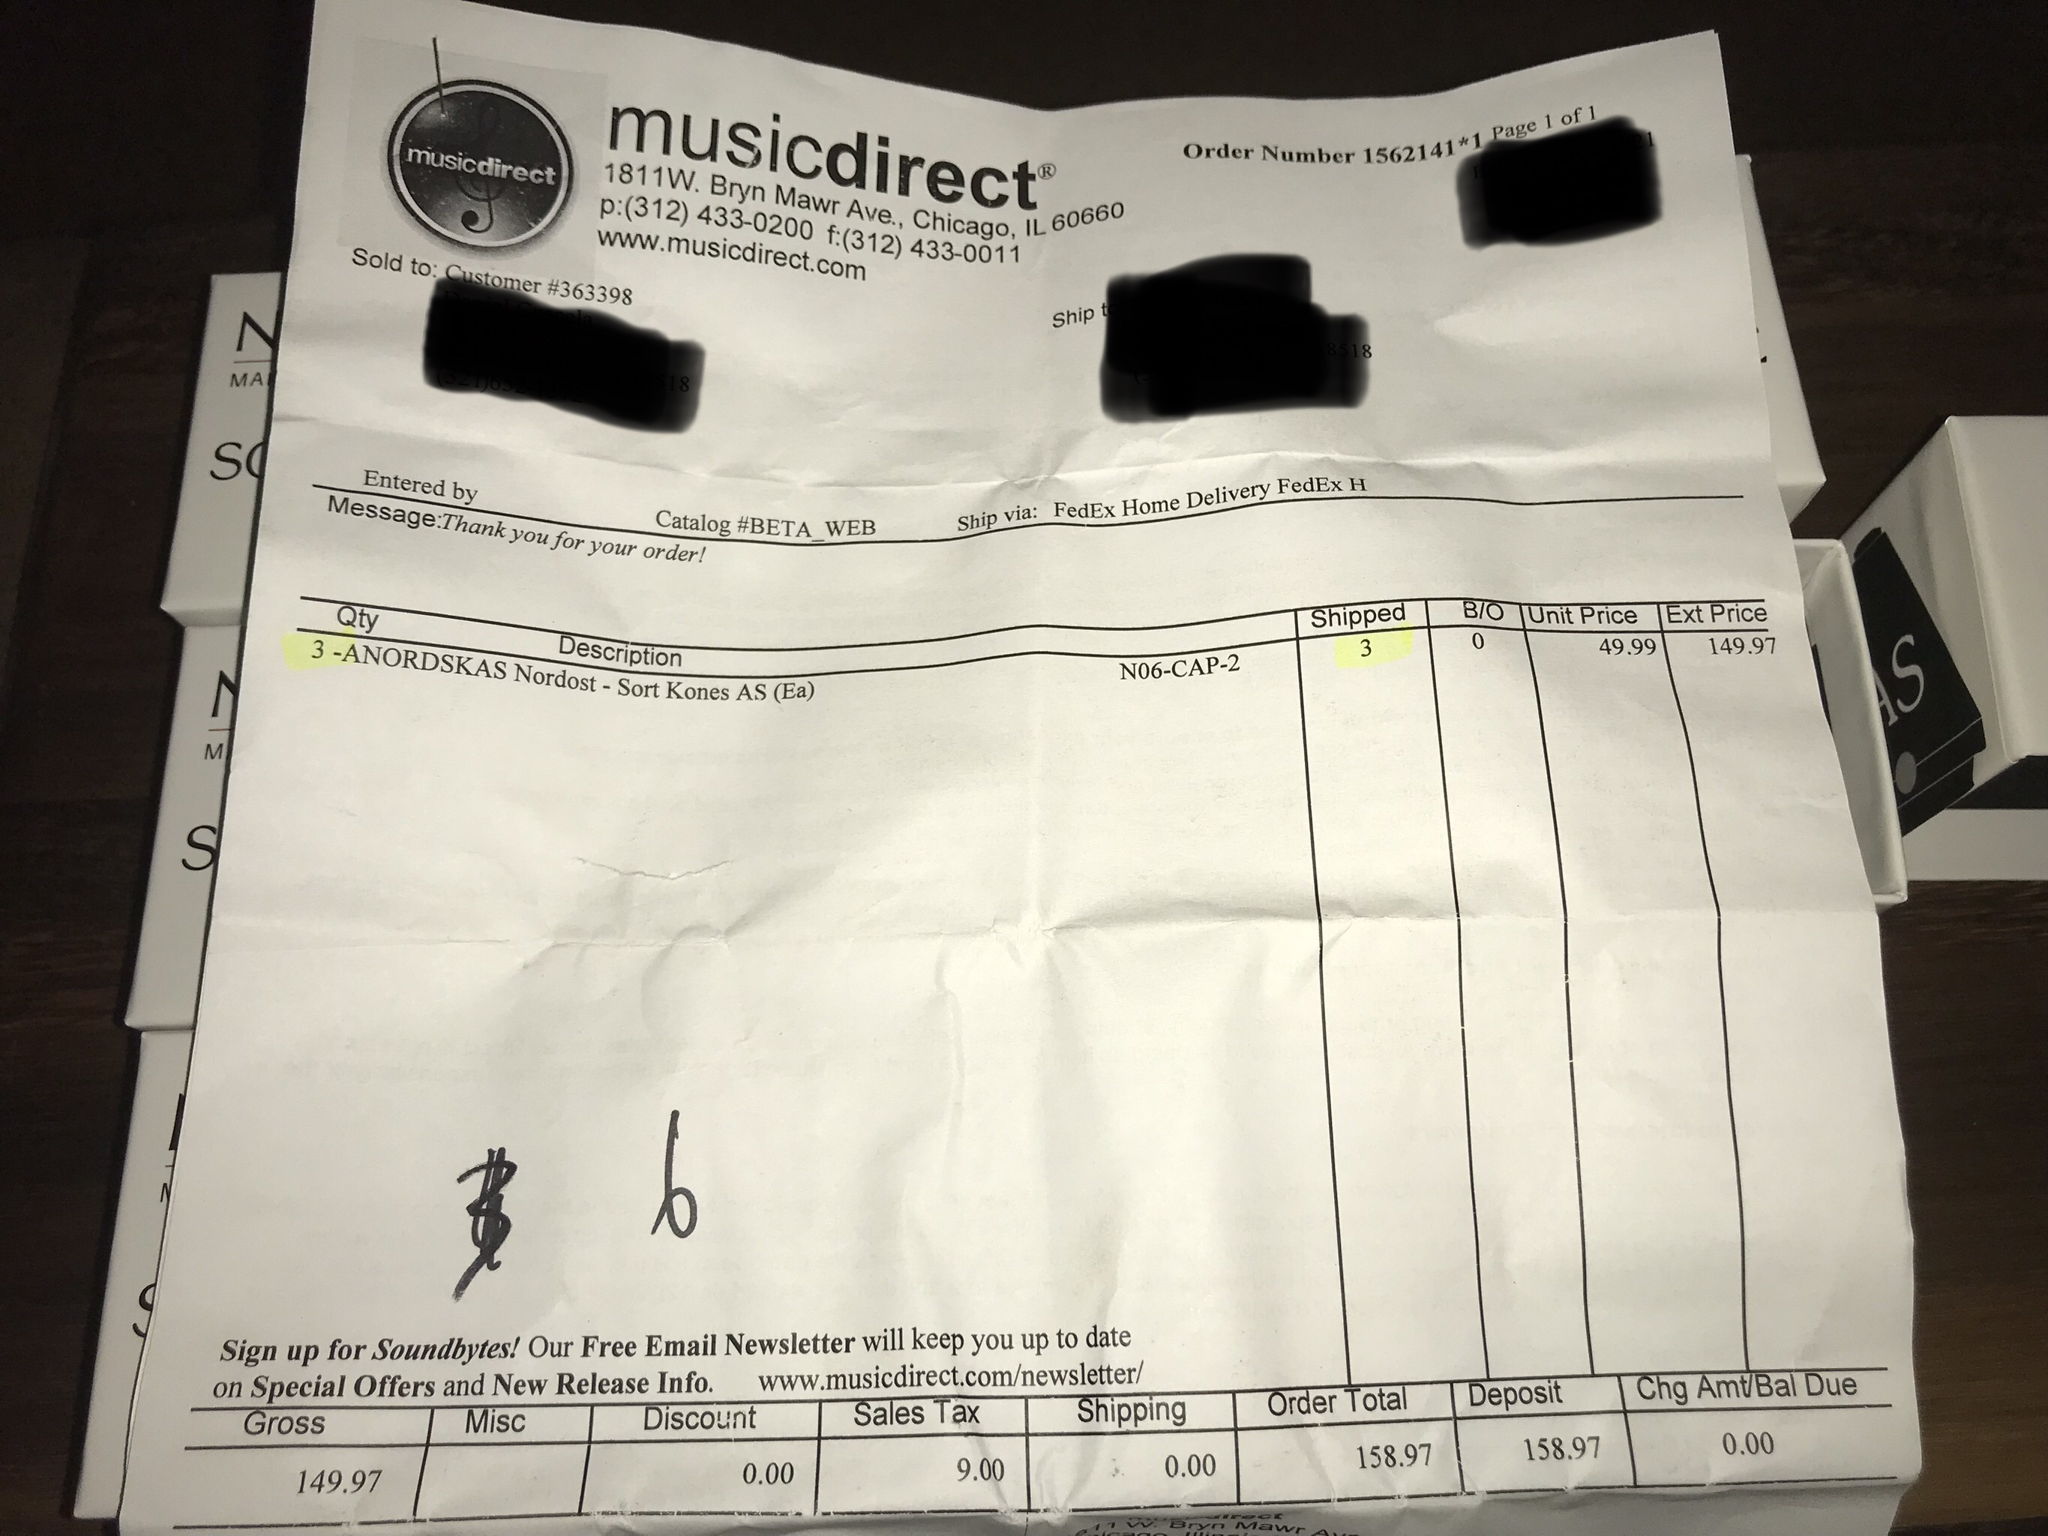 musicdirect
musicdirect®
1811W. Bryn Mawr Ave., Chicago, IL 60660
p:(312) 433-0200 f:(312) 433-0011
www.musicdirect.com
Order Number 1562141*1 Page 1 of 1
Sold to: Customer #363398
Ship
8518
Entered by
Catalog #BETA_WEB
Ship via: FedEx Home Delivery FedEx H
Message:Thank you for your order!
Qty Description Shipped B/O Unit Price Ext Price
3 -ANORDSKAS Nordost - Sort Kones AS (Ea) N06-CAP-2 3 0 49.99 149.97
6
Sign up for Soundbytes! Our Free Email Newsletter will keep you up to date
on Special Offers and New Release Info. www.musicdirect.com/newsletter/
Gross Misc Discount Sales Tax Shipping Order Total Deposit Chg Amt/Bal Due
149.97 0.00 9.00 0.00 158.97 158.97 0.00
AS